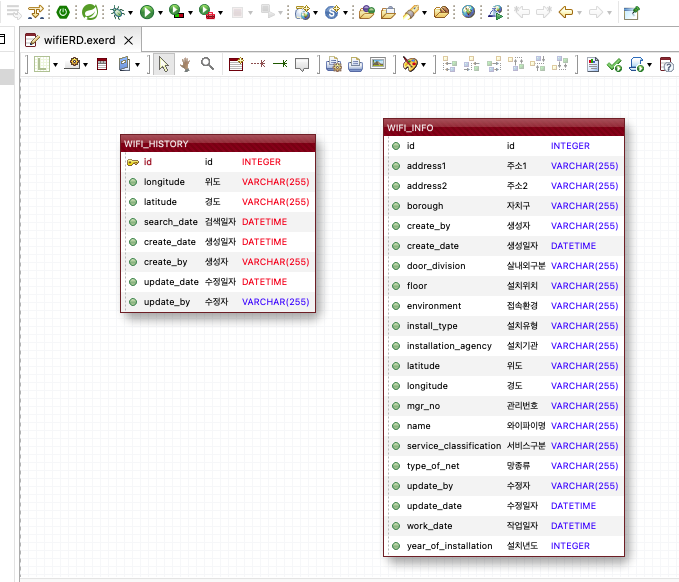 wifiERD.exerd
WIFI_HISTORY
id id INTEGER
longitude 위도 VARCHAR(255)
latitude 경도 VARCHAR(255)
search_date 검색일자 DATETIME
create_date 생성일자 DATETIME
create_by 생성자 VARCHAR(255)
update_date 수정일자 DATETIME
update_by 수정자 VARCHAR(255)
WIFI_INFO
id id INTEGER
address1 주소1 VARCHAR(255)
address2 주소2 VARCHAR(255)
borough 자치구 VARCHAR(255)
create_by 생성자 VARCHAR(255)
create_date 생성일자 DATETIME
door_division 실내외구분 VARCHAR(255)
floor 설치위치 VARCHAR(255)
environment 접속환경 VARCHAR(255)
install_type 설치유형 VARCHAR(255)
installation_agency 설치기관 VARCHAR(255)
latitude 위도 VARCHAR(255)
longitude 경도 VARCHAR(255)
mgr_no 관리번호 VARCHAR(255)
name 와이파이명 VARCHAR(255)
service_classification 서비스구분 VARCHAR(255)
type_of_net 망종류 VARCHAR(255)
update_by 수정자 VARCHAR(255)
update_date 수정일자 DATETIME
work_date 작업일자 DATETIME
year_of_installation 설치년도 INTEGER